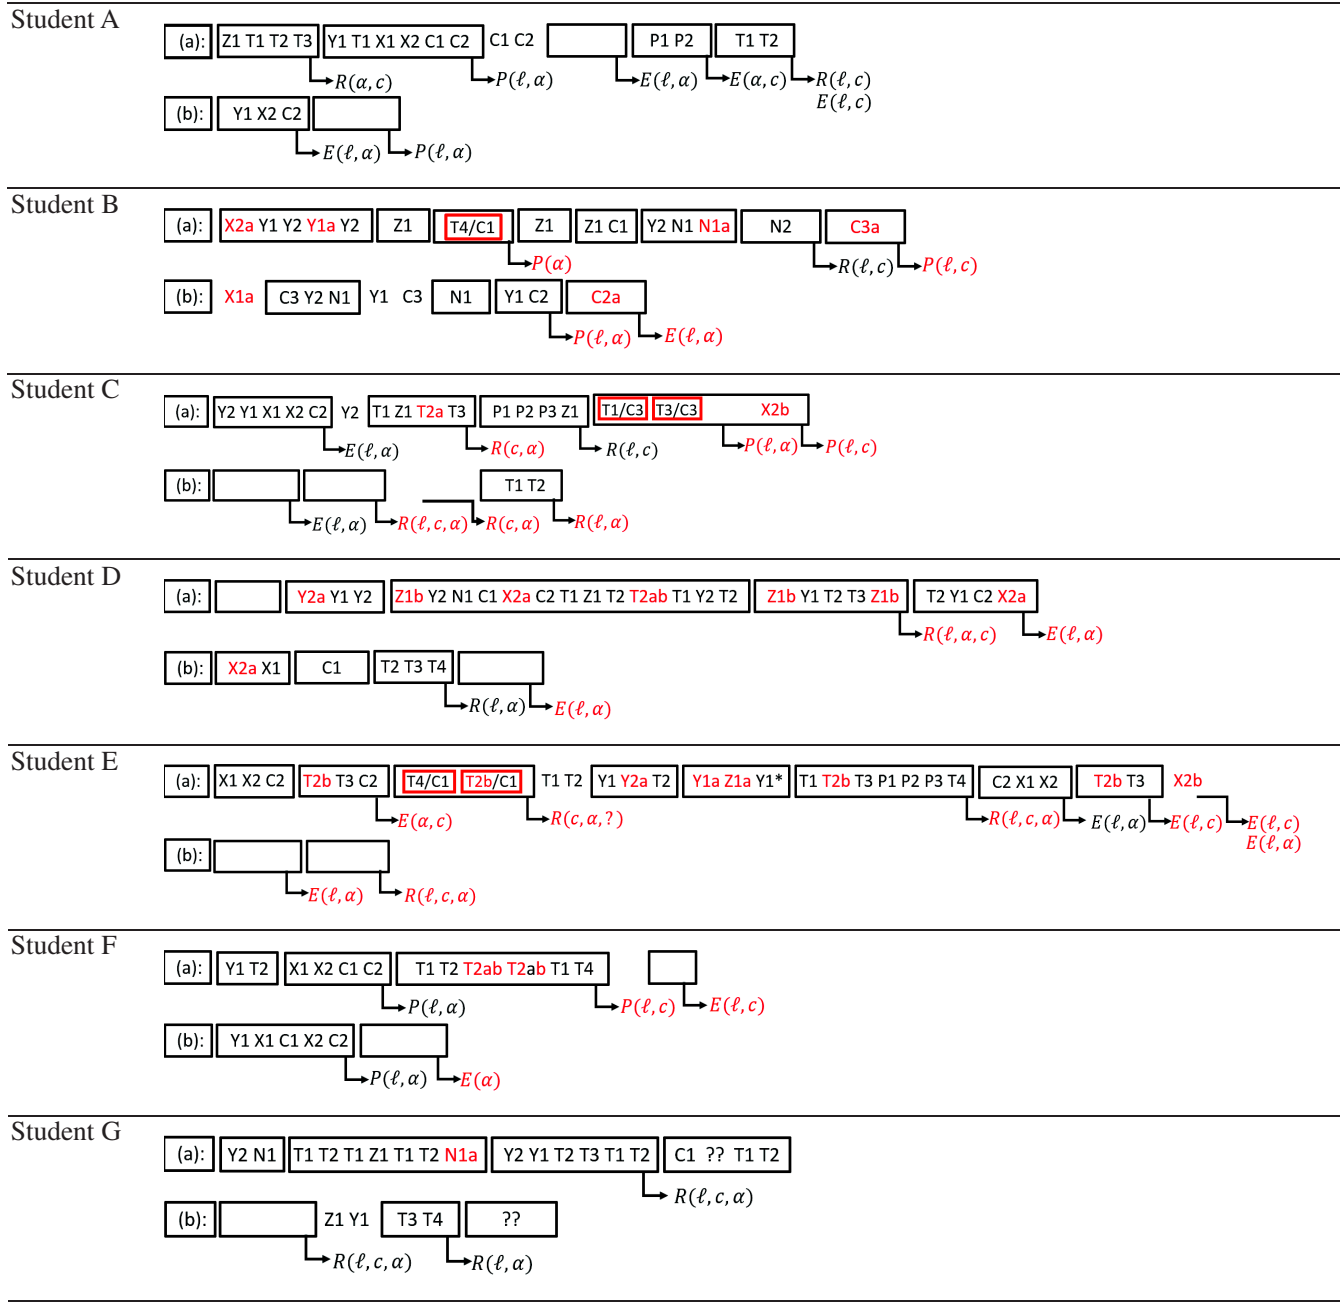 Student A
(a): Z1 T1 T2 T3 Y1 T1 X1 X2 C1 C2 C1 C2 P1 P2 T1 T2
R(α, c) P(ℓ, α) E(ℓ, α) E(α, c) R(ℓ, c)
E(ℓ, c)
(b): Y1 X2 C2
E(ℓ, α) P(ℓ, α)
Student B
(a): X2a Y1 Y2 Y1a Y2 Z1 T4/C1 Z1 Z1 C1 Y2 N1 N1a N2 C3a
P(α) R(ℓ, c) P(ℓ, c)
(b): X1a C3 Y2 N1 Y1 C3 N1 Y1 C2 C2a
P(ℓ, α) E(ℓ, α)
Student C
(a): Y2 Y1 X1 X2 C2 Y2 T1 Z1 T2a T3 P1 P2 P3 Z1 T1/C3 T3/C3 X2b
E(ℓ, α) R(c, α) R(ℓ, c) P(ℓ, α) P(ℓ, c)
(b): T1 T2
E(ℓ, α) R(ℓ, c, α) R(c, α) R(ℓ, α)
Student D
(a): Y2a Y1 Y2 Z1b Y2 N1 C1 X2a C2 T1 Z1 T2 T2ab T1 Y2 T2 Z1b Y1 T2 T3 Z1b T2 Y1 C2 X2a
R(ℓ, α, c) E(ℓ, α)
(b): X2a X1 C1 T2 T3 T4
R(ℓ, α) E(ℓ, α)
Student E
(a): X1 X2 C2 T2b T3 C2 T4/C1 T2b/C1 T1 T2 Y1 Y2a T2 Y1a Z1a Y1* T1 T2b T3 P1 P2 P3 T4 C2 X1 X2 T2b T3 X2b
E(α, c) R(c, α, ?) R(ℓ, c, α) E(ℓ, α) E(ℓ, c) E(ℓ, c)
E(ℓ, α)
(b):
E(ℓ, α) R(ℓ, c, α)
Student F
(a): Y1 T2 X1 X2 C1 C2 T1 T2 T2ab T2ab T1 T4
P(ℓ, α) P(ℓ, c) E(ℓ, c)
(b): Y1 X1 C1 X2 C2
P(ℓ, α) E(α)
Student G
(a): Y2 N1 T1 T2 T1 Z1 T1 T2 N1a Y2 Y1 T2 T3 T1 T2 C1 ?? T1 T2
R(ℓ, c, α)
(b): Z1 Y1 T3 T4 ??
R(ℓ, c, α) R(ℓ, α)